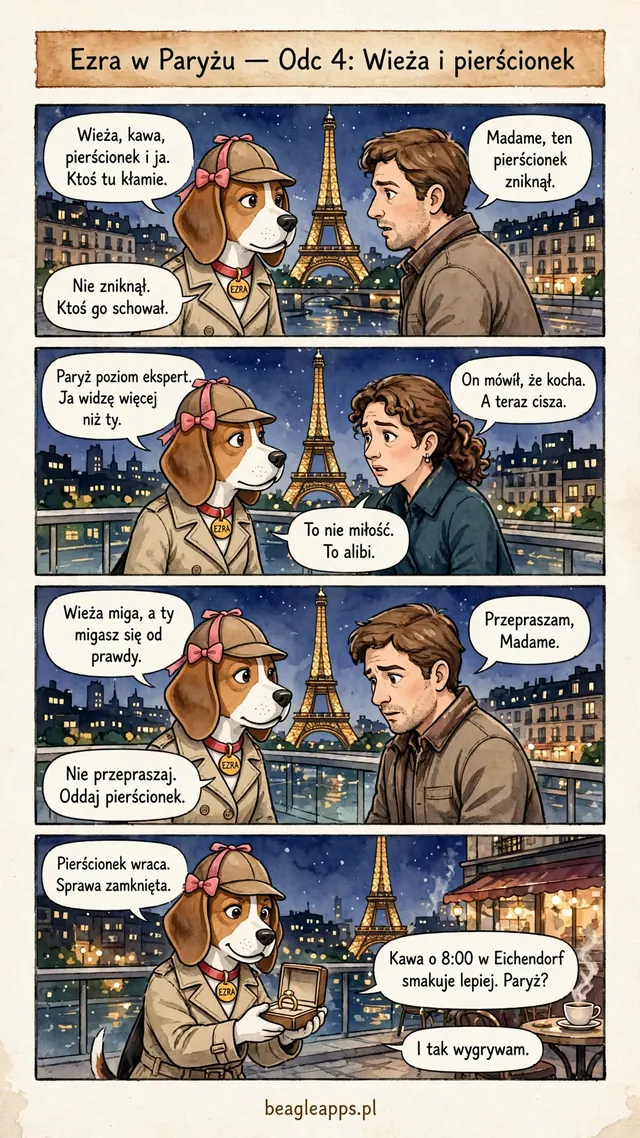 Ezra w Paryżu — Odc 4: Wieża i pierścionek
Wieża, kawa,
pierścionek i ja.
Ktoś tu kłamie.
Madame, ten
pierścionek
zniknął.
Nie zniknął.
Ktoś go schował.
EZRA
Paryż poziom ekspert.
Ja widzę więcej
niż ty.
On mówił, że kocha.
A teraz cisza.
To nie miłość.
To alibi.
EZRA
Wieża miga, a ty
migasz się od
prawdy.
Przepraszam,
Madame.
Nie przepraszaj.
Oddaj pierścionek.
EZRA
Pierścionek wraca.
Sprawa zamknięta.
EZRA
Kawa o 8:00 w Eichendorf
smakuje lepiej. Paryż?
I tak wygrywam.
beagleapps.pl